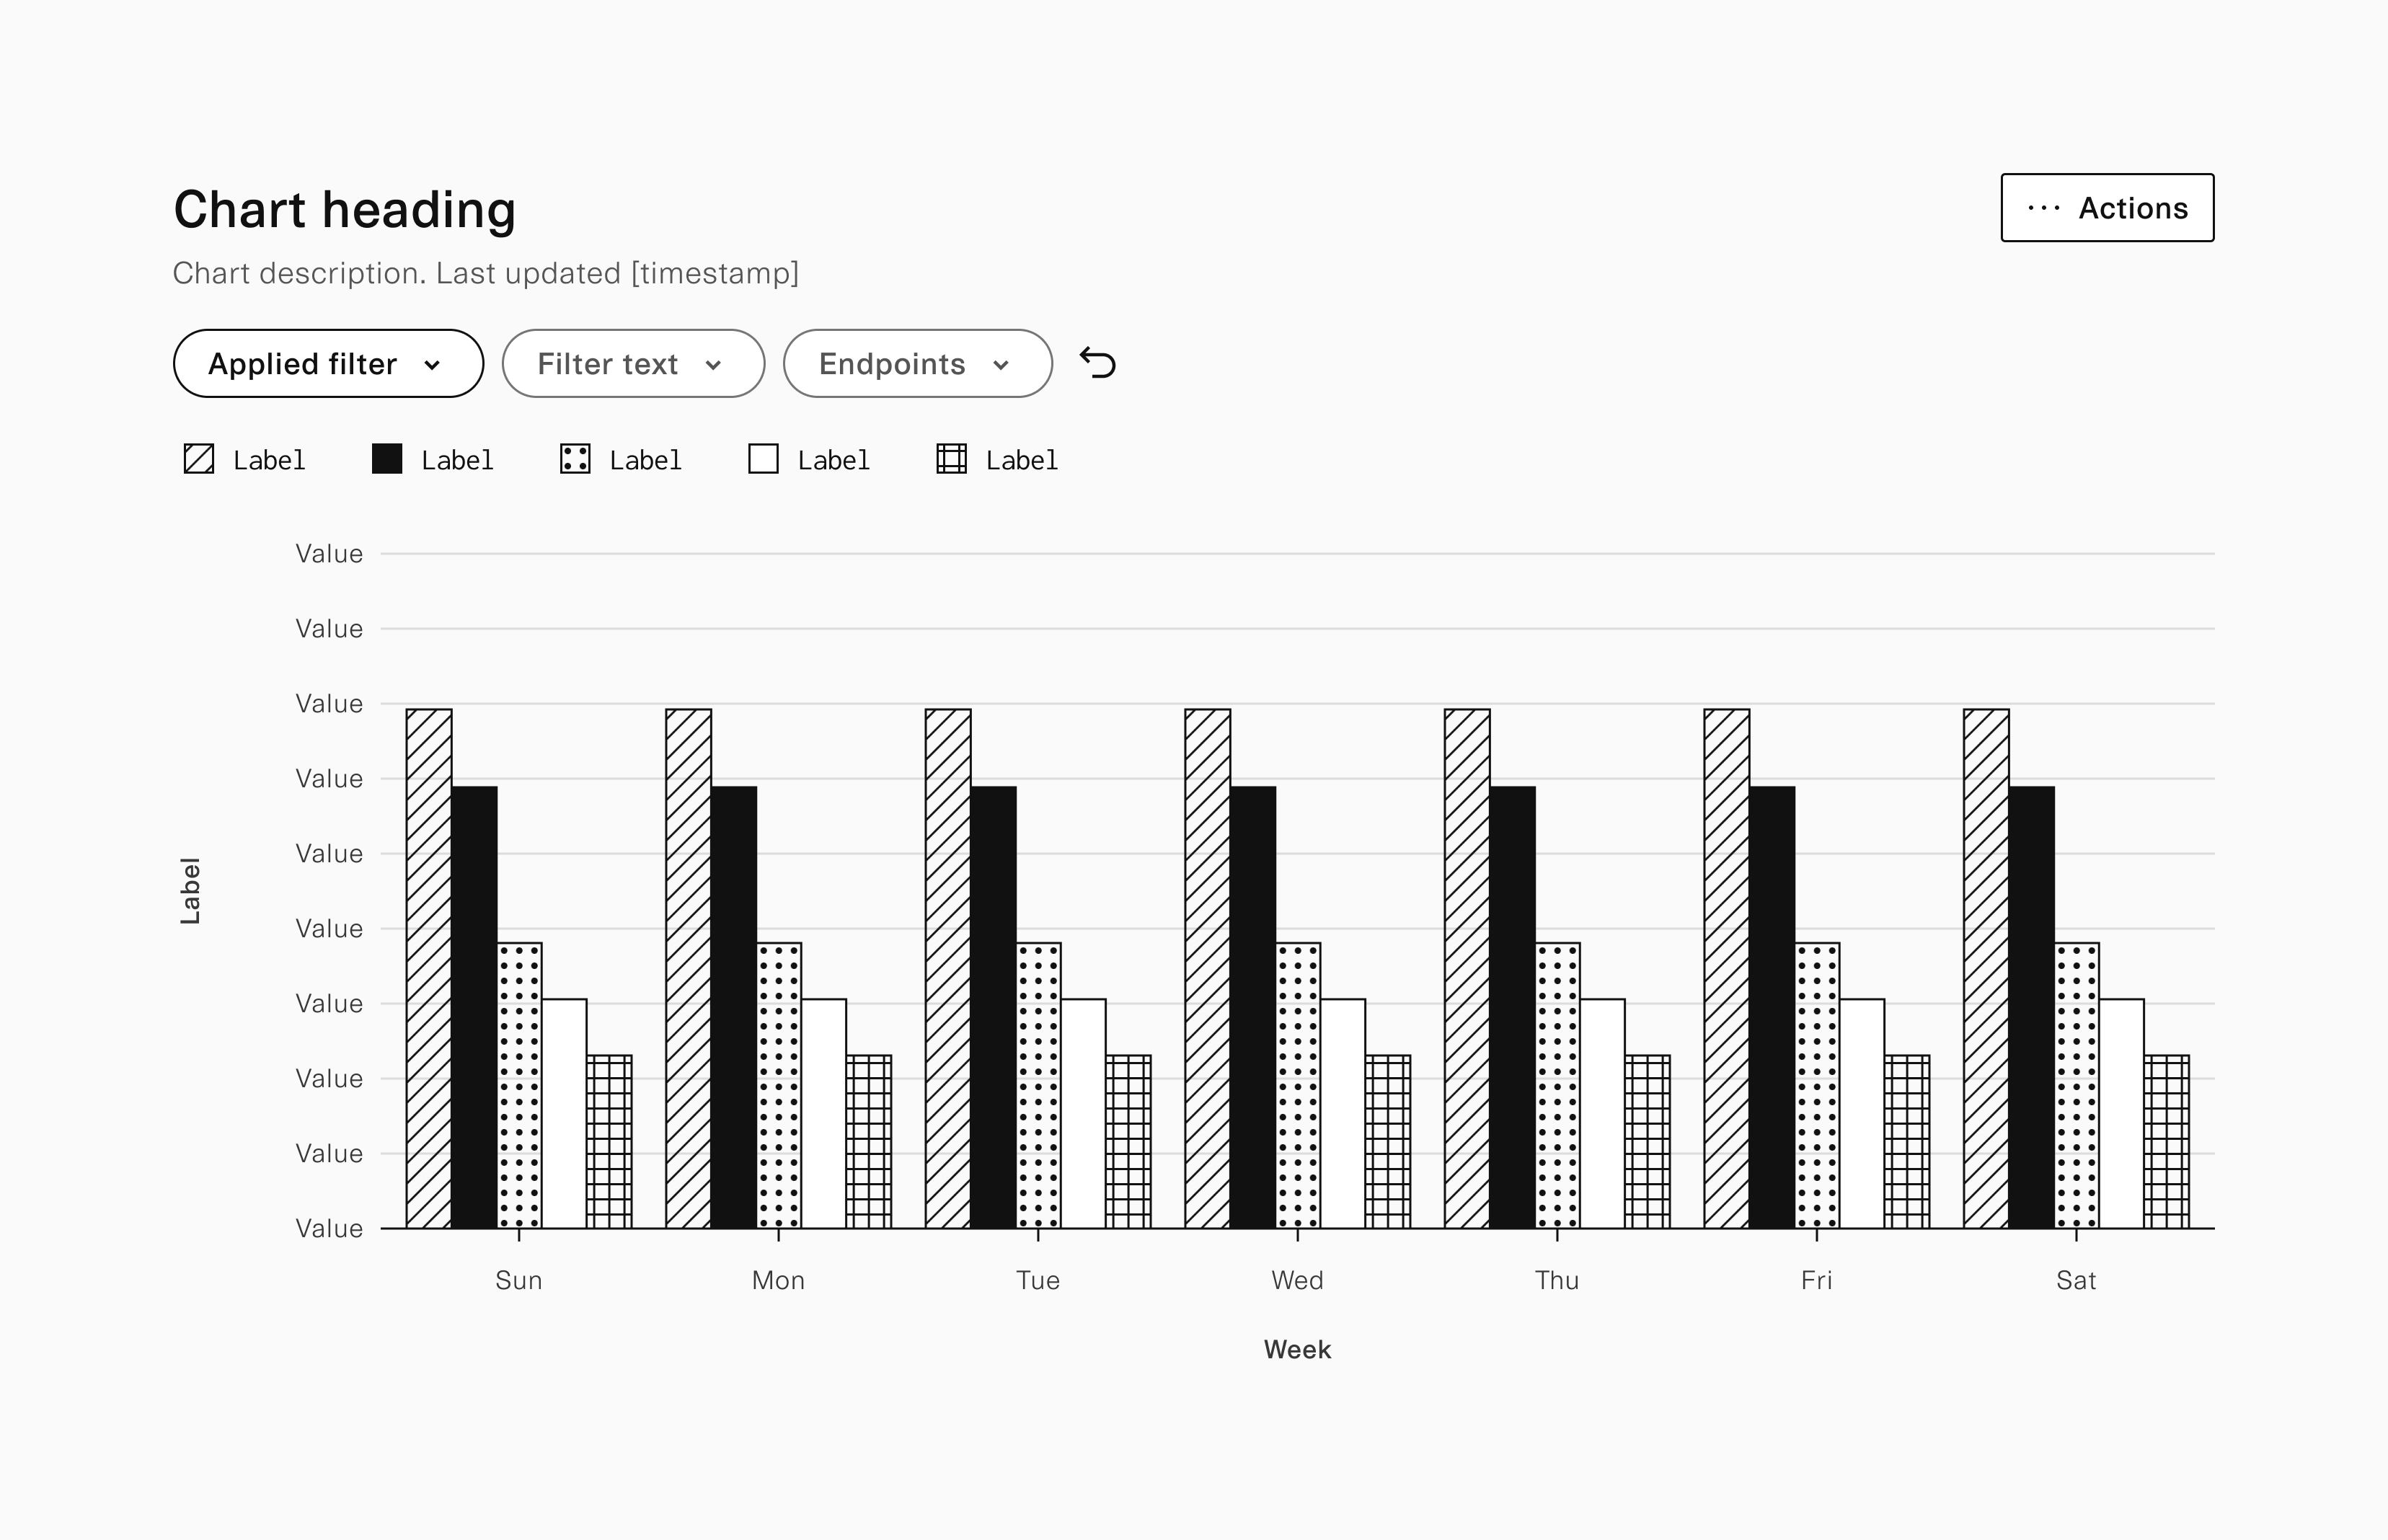 Chart heading
··· Actions
Chart description. Last updated [timestamp]
Applied filter
Filter text
Endpoints
Label
Label
Label
Label
Label
Value
Value
Value
Value
Value
Value
Value
Value
Value
Value
Label
Sun
Mon
Tue
Wed
Thu
Fri
Sat
Week